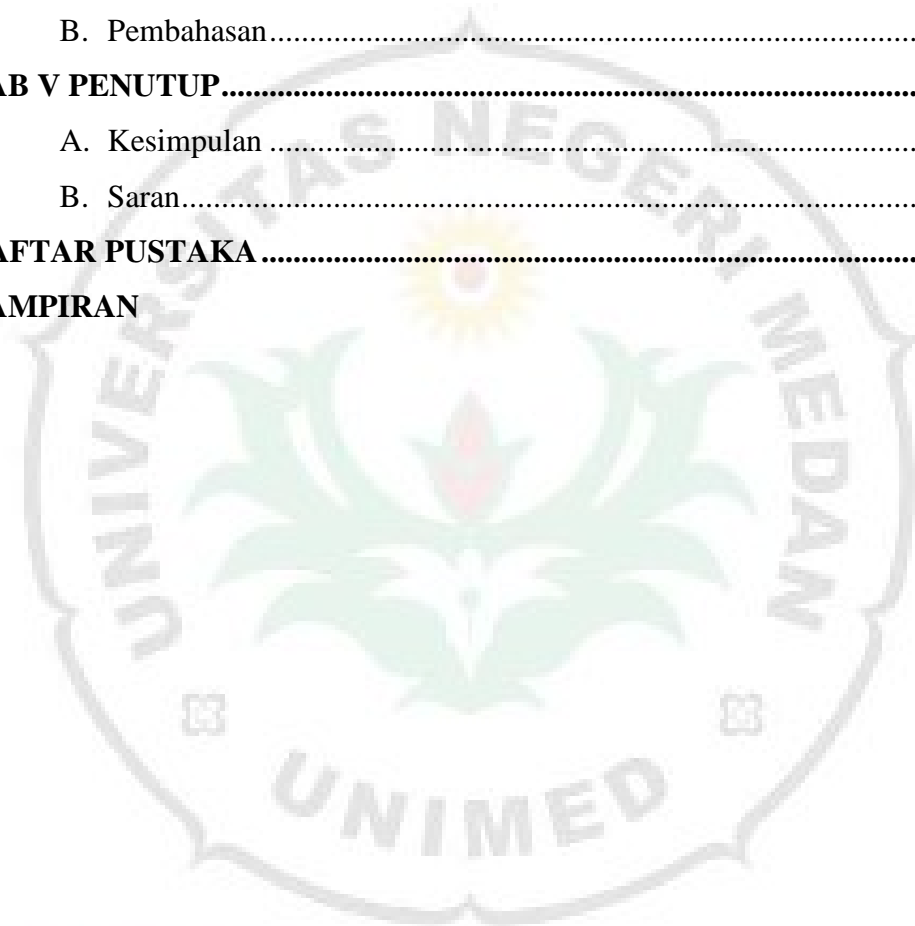 B. Pembahasan....................................................................................
AB V PENUTUP....................................................................................
A. Kesimpulan ....................................................................................
B. Saran....................................................................................
AFTAR PUSTAKA....................................................................................
AMPIRAN
UNIVERSITAS NEGERI MEDAN
UNIMED